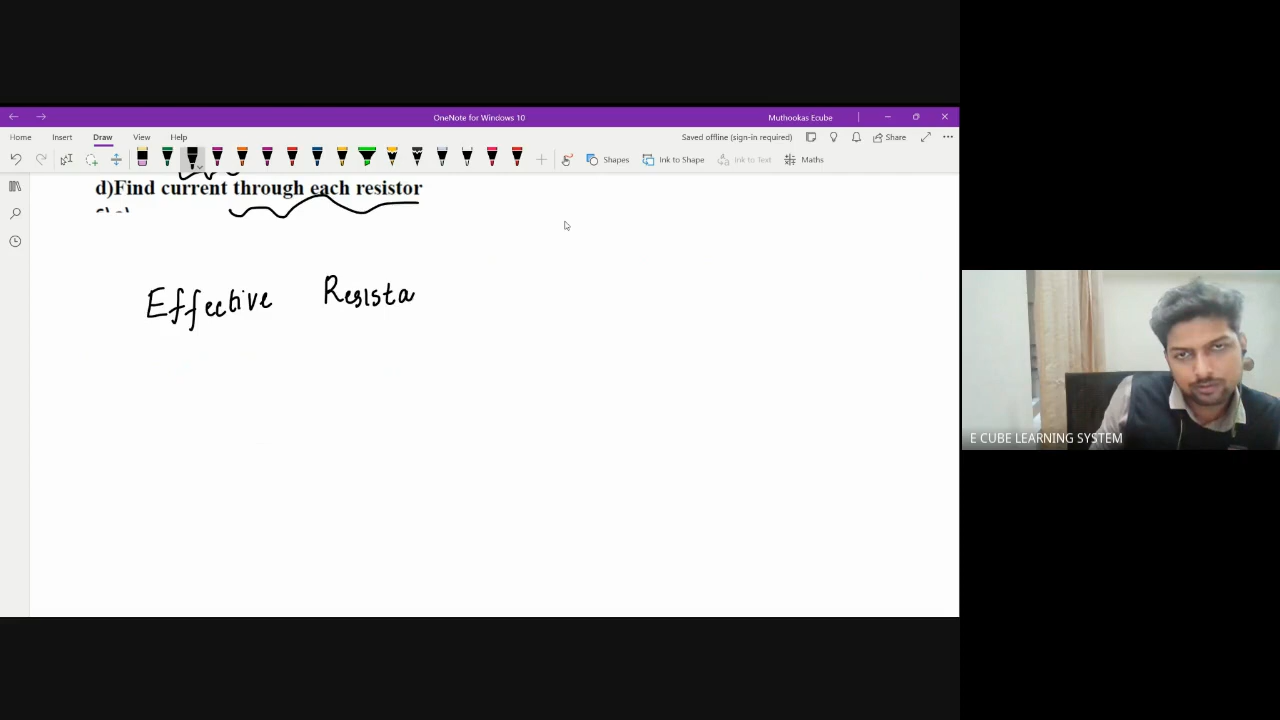 OneNote for Windows 10
Muthookas Ecube
Home Insert Draw View Help
Saved offline (sign-in required) Share
Shapes Ink to Shape Ink to Text Maths
d)Find current through each resistor
Effective Resista
E CUBE LEARNING SYSTEM